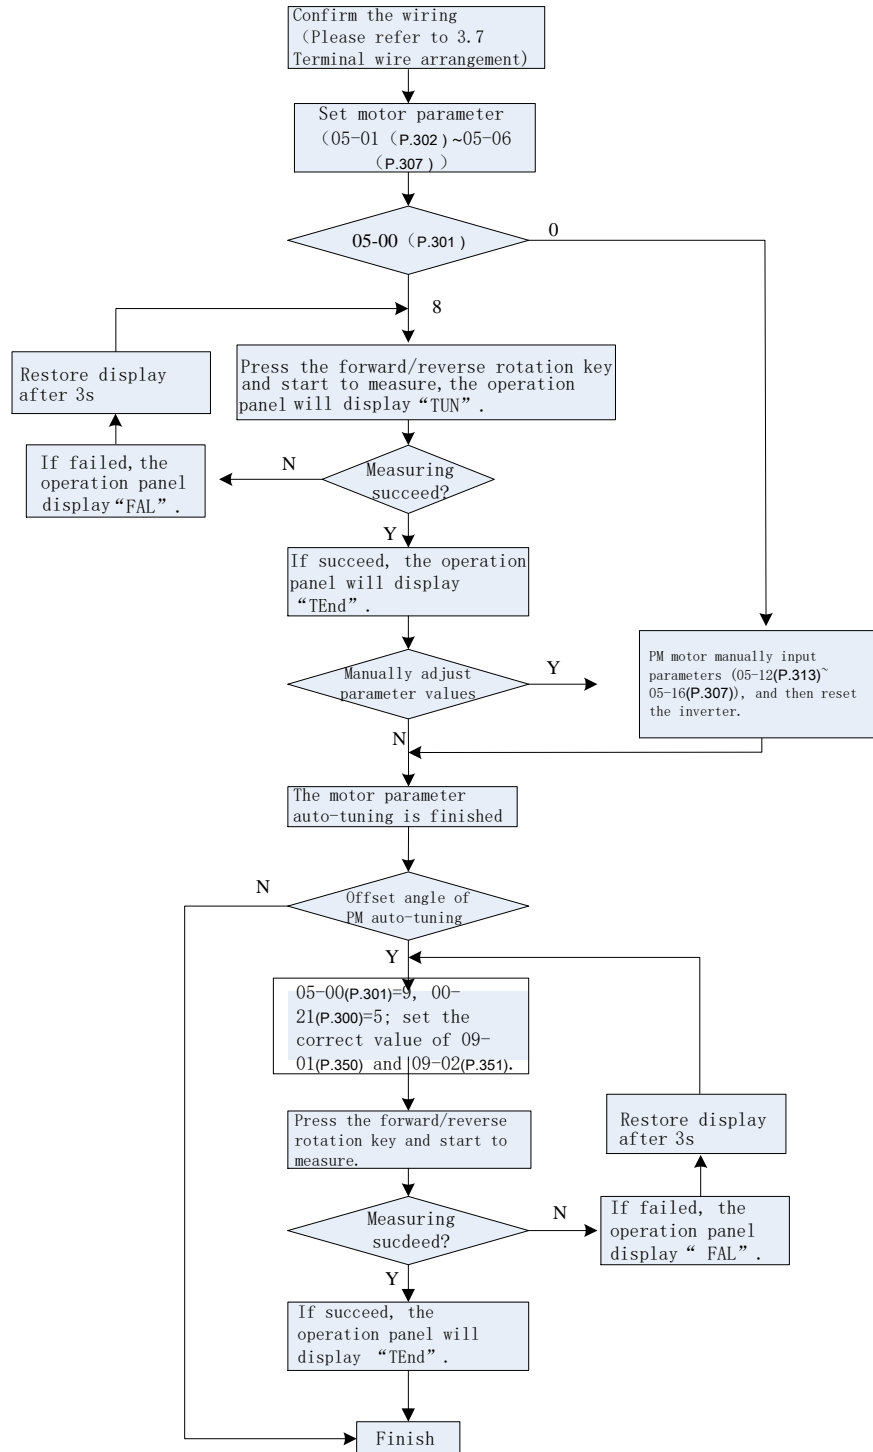 Confirm the wiring
(Please refer to 3.7
Terminal wire arrangement)
Set motor parameter
(05-01 (P.302) ~05-06
(P.307))
05-00 (P.301)
0
8
Restore display
after 3s
Press the forward/reverse rotation key
and start to measure, the operation
panel will display “TUN”.
If failed, the
operation panel
display “FAL”.
N
Measuring
succeed?
Y
If succeed, the operation
panel will display
“TEnd”.
Manually adjust
parameter values
Y
PM motor manually input
parameters (05-12(P.313)~
05-16(P.307)), and then reset
the inverter.
N
The motor parameter
auto-tuning is finished
N
Offset angle of
PM auto-tuning
Y
05-00(P.301)=9, 00-
21(P.300)=5; set the
correct value of 09-
01(P.350) and 09-02(P.351).
Press the forward/reverse
rotation key and start to
measure.
Restore display
after 3s
Measuring
sucdeed?
N
If failed, the
operation panel
display “ FAL”.
Y
If succeed, the
operation panel will
display “TEnd”.
Finish